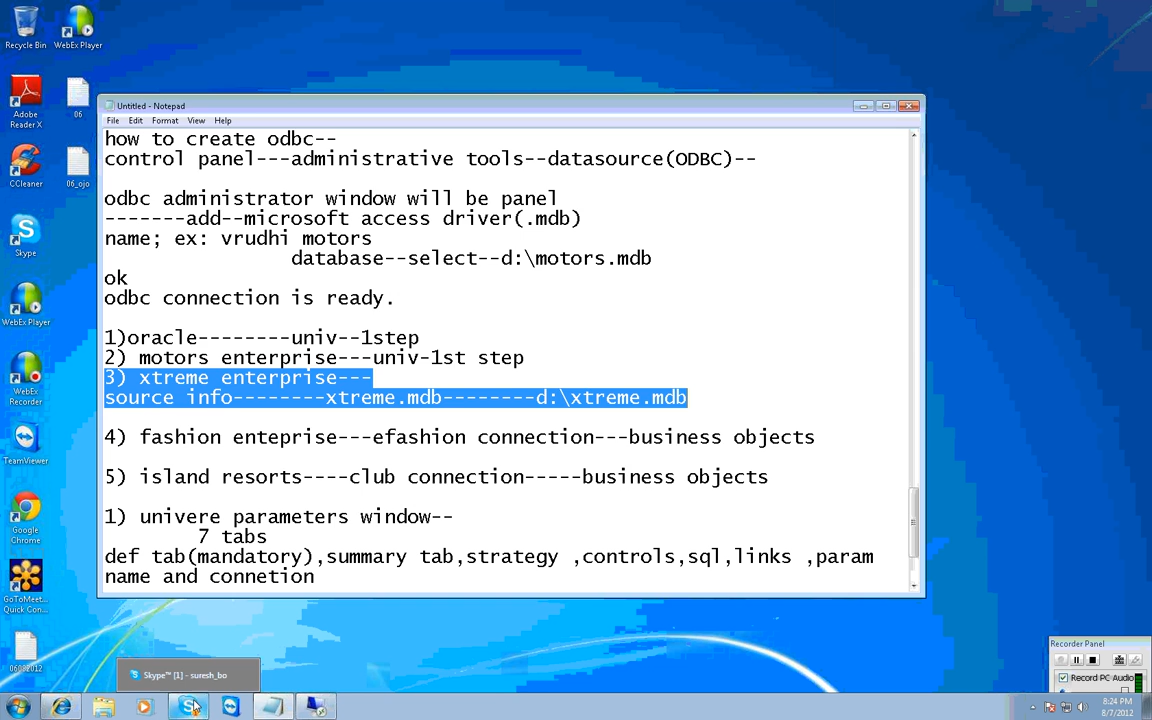 Recycle Bin
WebEx Player
Adobe
Reader X
06
CCleaner
06_ojo
Skype
WebEx Player
WebEx
Recorder
TeamViewer
Google
Chrome
GoToMeet...
Quick Con...
06082012
Untitled - Notepad
File Edit Format View Help
how to create odbc--
control panel---administrative tools--datasource(ODBC)--
odbc administrator window will be panel
-------add--microsoft access driver(.mdb)
name; ex: vrudhi motors
database--select--d:\motors.mdb
ok
odbc connection is ready.
1)oracle--------univ--1step
2) motors enterprise---univ-1st step
3) xtreme enterprise---
source info--------xtreme.mdb--------d:\xtreme.mdb
4) fashion enteprise---efashion connection---business objects
5) island resorts----club connection-----business objects
1) univere parameters window--
7 tabs
def tab(mandatory),summary tab,strategy ,controls,sql,links ,param
name and connetion
Skype™ [1] - suresh_bo
Recorder Panel
Record PC Audio
8:24 PM
8/7/2012